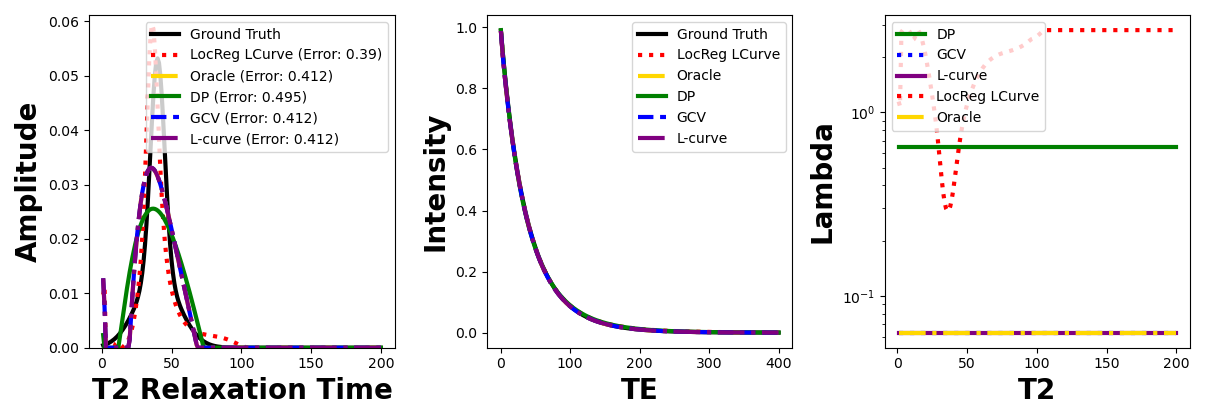 0.06
0.05
0.04
0.03
0.02
0.01
0.00
0
50
100
150
200
Amplitude
T2 Relaxation Time
Ground Truth
LocReg LCurve (Error: 0.39)
Oracle (Error: 0.412)
DP (Error: 0.495)
GCV (Error: 0.412)
L-curve (Error: 0.412)
1.0
0.8
0.6
0.4
0.2
0.0
0
100
200
300
400
Intensity
TE
Ground Truth
LocReg LCurve
Oracle
DP
GCV
L-curve
10⁰
10⁻¹
0
50
100
150
200
Lambda
T2
DP
GCV
L-curve
LocReg LCurve
Oracle